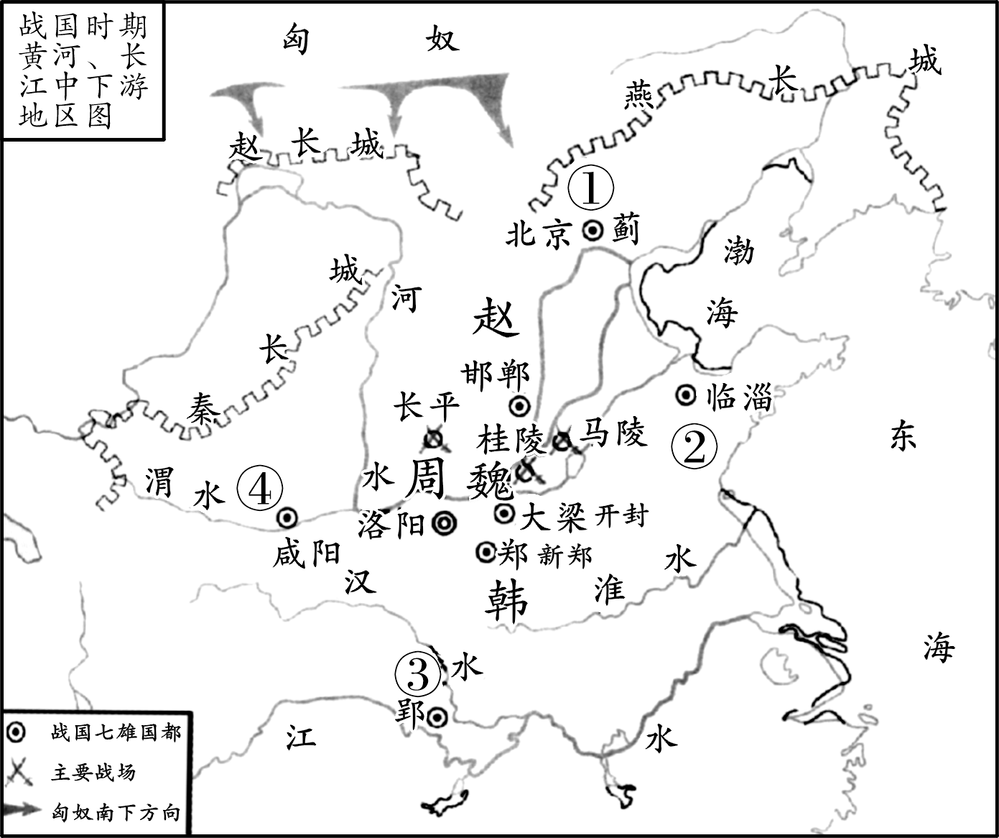 战国时期
黄河、长
江中下游
地区图
匈奴
赵长城
燕长城
①
北京 蓟
渤海
秦长城
河水
赵
邯郸
长平
桂陵
马陵
临淄
②
东海
渭水
④
咸阳
周
洛阳
魏
大梁 开封
郑 新郑
韩
淮水
汉水
③
郢
江水
战国七雄国都
主要战场
匈奴南下方向